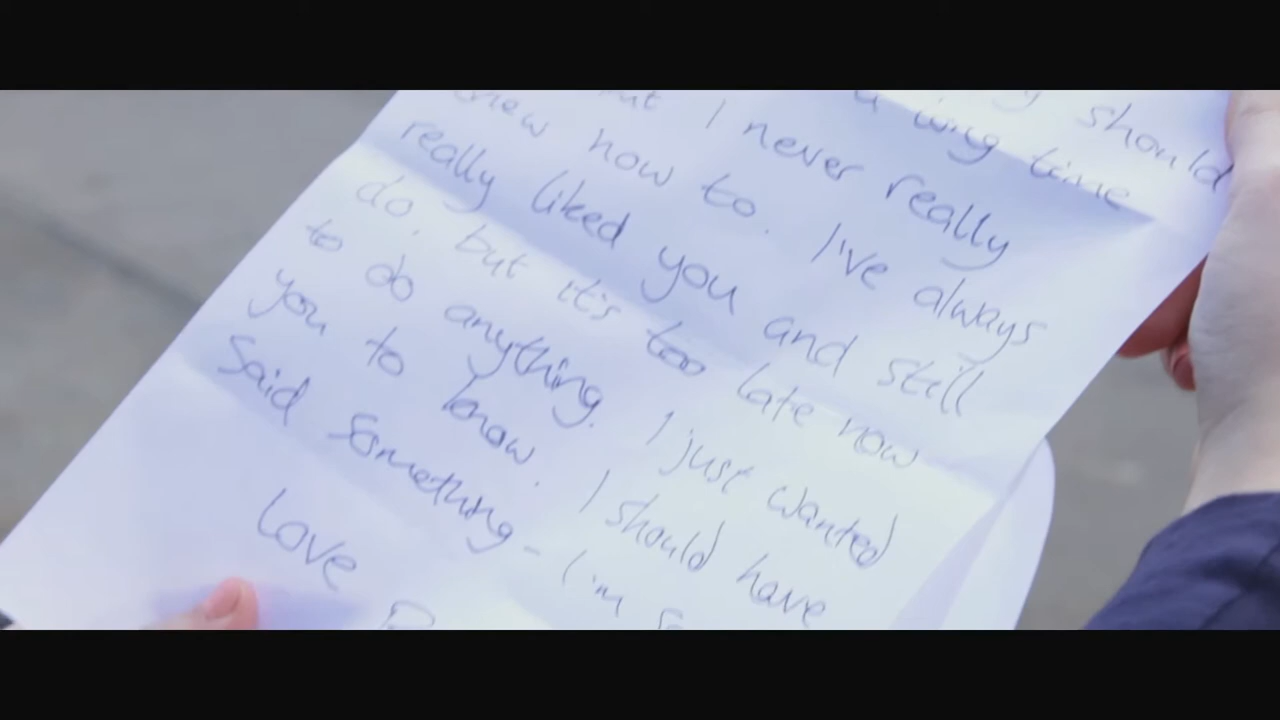 should
time
I never really
knew how to. I've always
really liked you and still
do, but it's too late now
to do anything. I just wanted
you to know. I should have
said something - I'm
Love